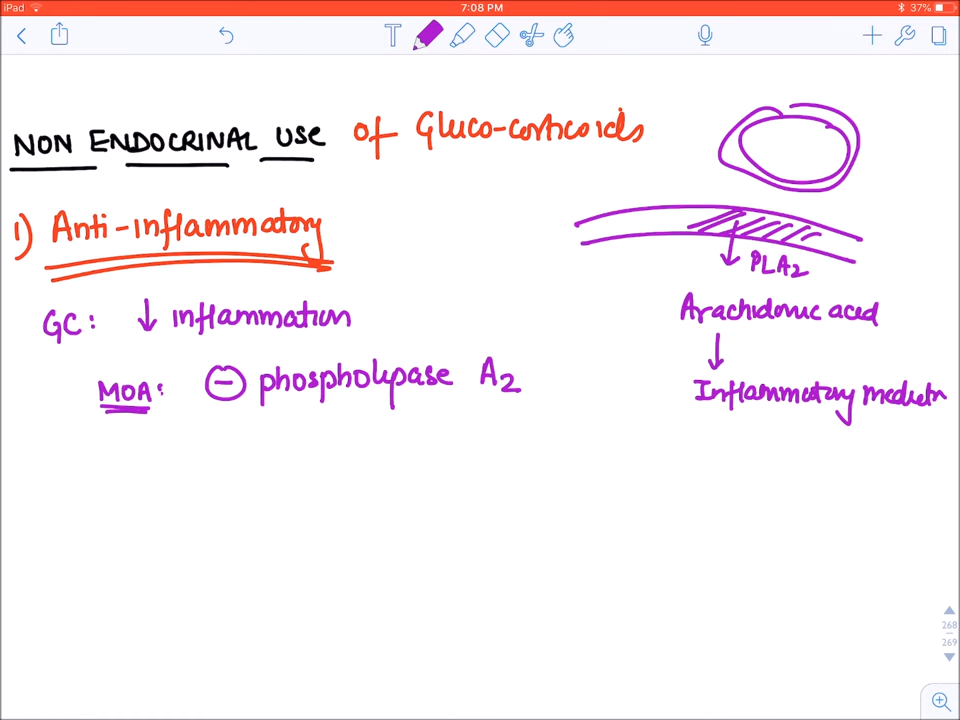 iPad 7:08 PM 37%
NON ENDOCRINAL USE of Gluco-corticoids
1) Anti-inflammatory
GC: ↓ inflammation
MOA: ⊖ phospholipase A2
PLA2
Arachidonic acid
↓
Inflammatory
268
269